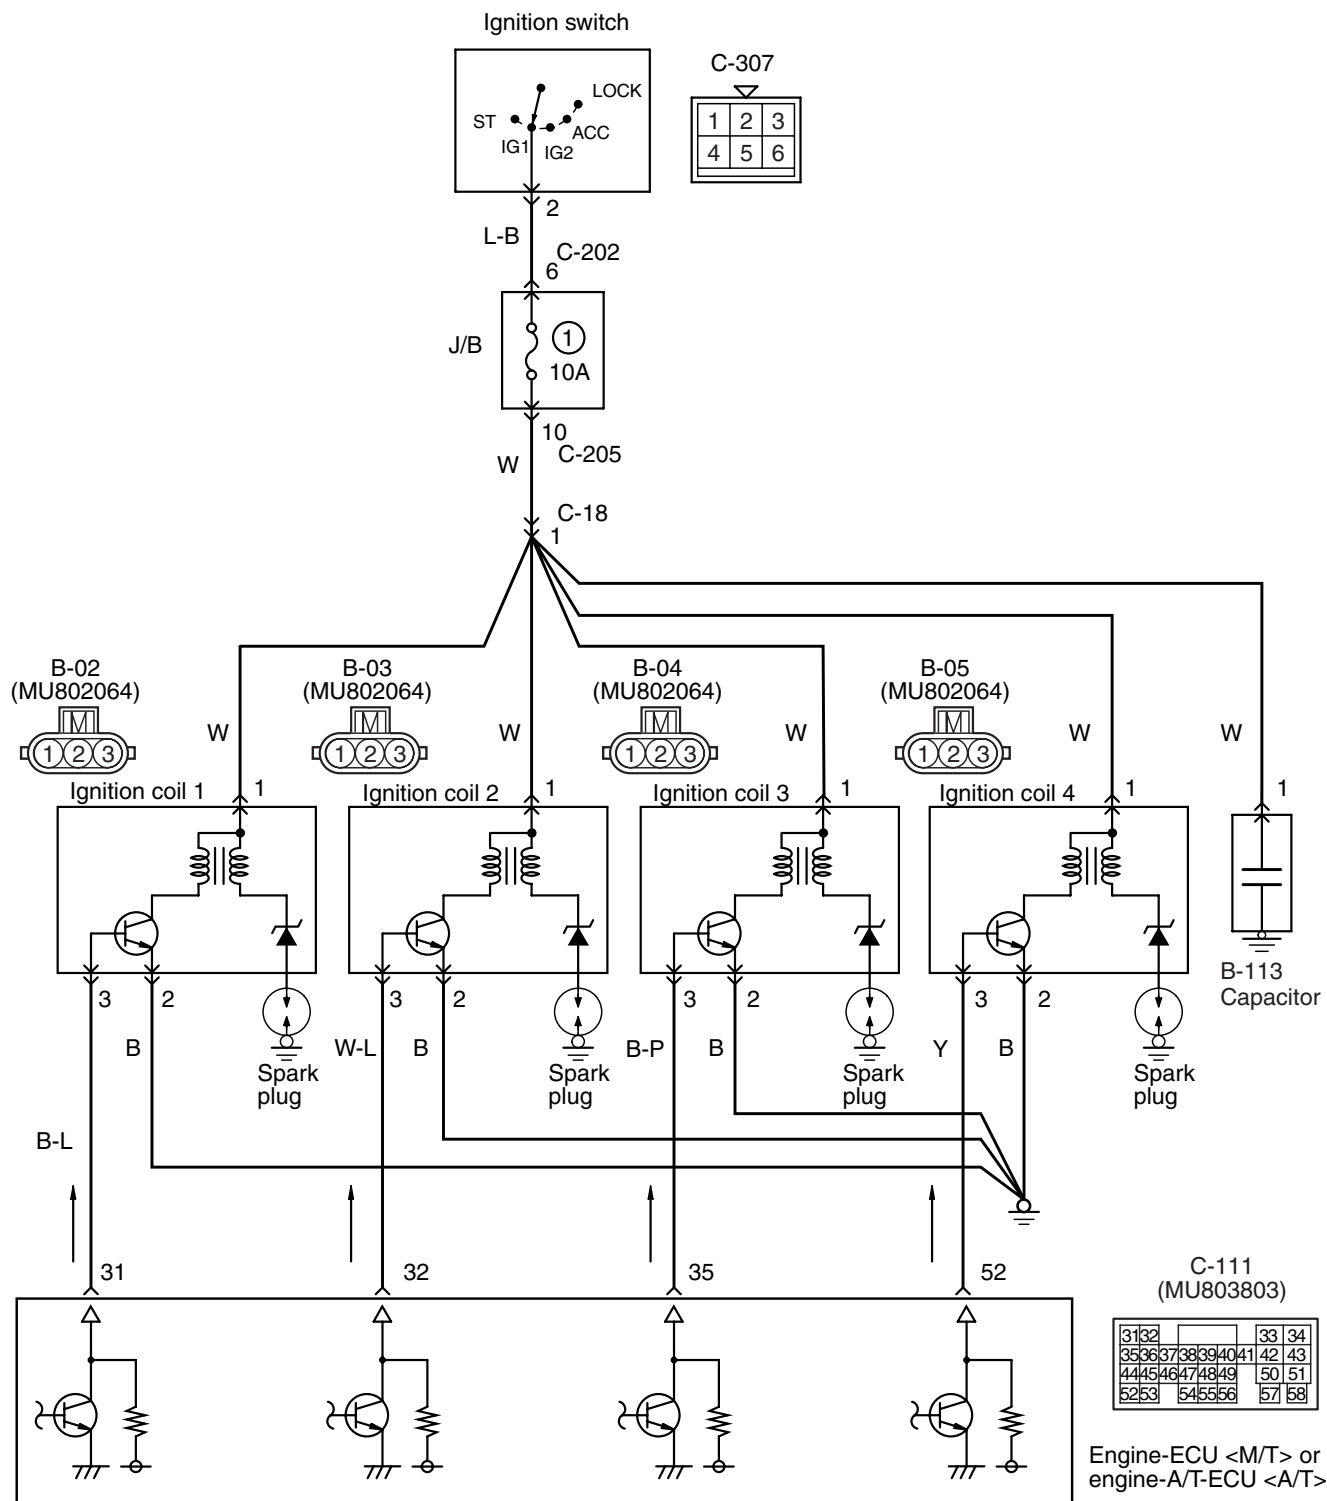 Ignition switch
C-307
LOCK
ST
ACC
IG1
IG2
1 2 3
4 5 6
2
L-B
C-202
6
J/B
1
10A
10
C-205
W
C-18
1
B-02
(MU802064)
B-03
(MU802064)
B-04
(MU802064)
B-05
(MU802064)
1 2 3
1 2 3
1 2 3
1 2 3
W
W
W
W
W
Ignition coil 1
1
Ignition coil 2
1
Ignition coil 3
1
Ignition coil 4
1
1
B-113
Capacitor
3
2
3
2
3
2
3
2
B
W-L
B
B-P
B
Y
B
Spark
plug
Spark
plug
Spark
plug
Spark
plug
B-L
31
32
35
52
C-111
(MU803803)
31 32 33 34
35 36 37 38 39 40 41 42 43
44 45 46 47 48 49 50 51
52 53 54 55 56 57 58
Engine-ECU <M/T> or
engine-A/T-ECU <A/T>